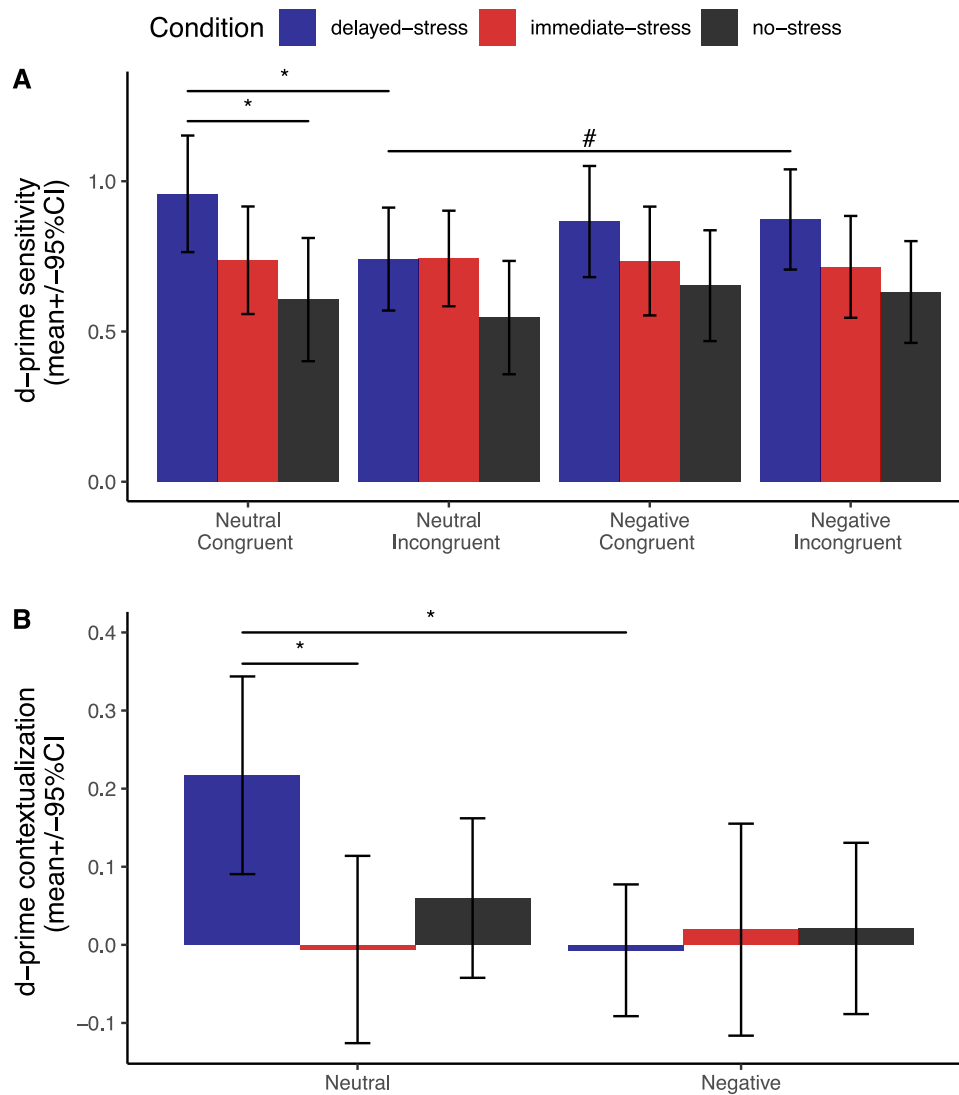 Condition delayed−stress immediate−stress no−stress
A
*
*
#
d−prime sensitivity
(mean+/−95%CI)
1.0
0.5
0.0
Neutral
Congruent
Neutral
Incongruent
Negative
Congruent
Negative
Incongruent
B
*
*
d−prime contextualization
(mean+/−95%CI
0.4
0.3
0.2
0.1
0.0
−0.1
Neutral
Negative